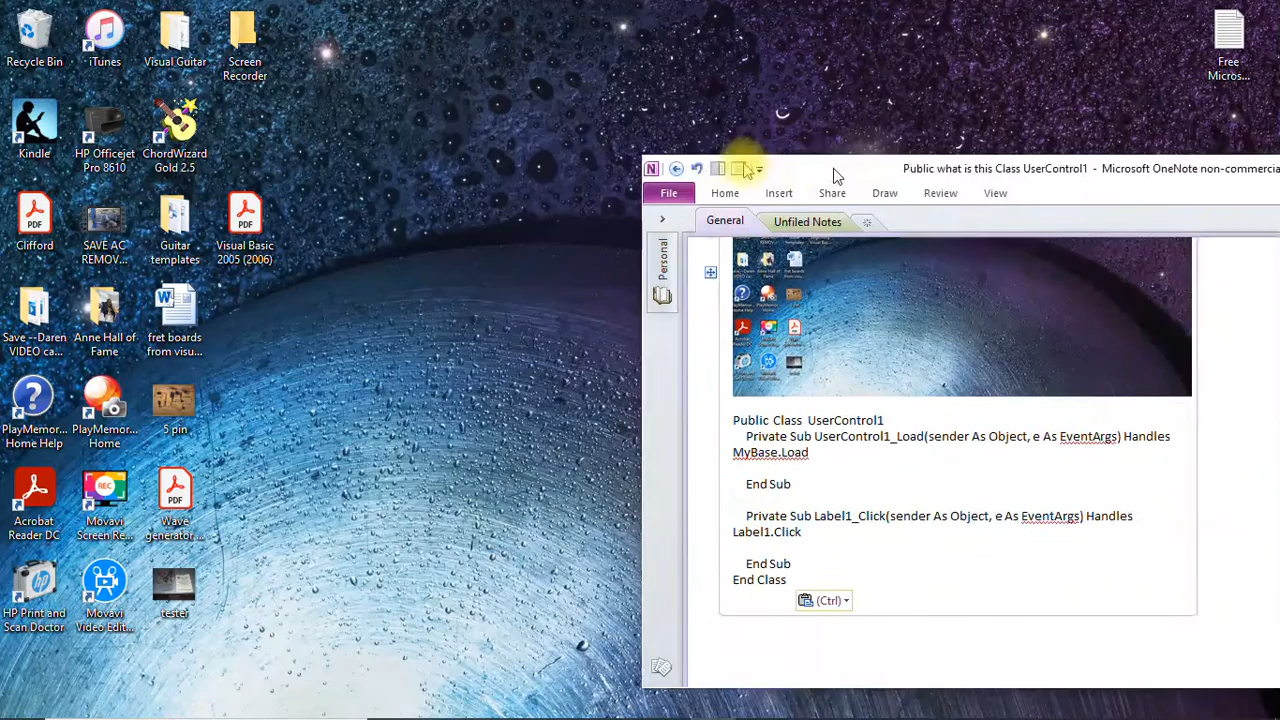 Recycle Bin
iTunes
Visual Guitar
Screen
Recorder
Free
Micros...
Kindle
HP Officejet
Pro 8610
ChordWizard
Gold 2.5
PDF
Clifford
SAVE AC
REMOV...
Guitar
templates
PDF
Visual Basic
2005 (2006)
Save --Daren
VIDEO ca...
Anne Hall of
Fame
fret boards
from visu...
PlayMemor...
Home Help
PlayMemor...
Home
5 pin
Acrobat
Reader DC
REC
Movavi
Screen Re...
PDF
Wave
generator...
HP Print and
Scan Doctor
Movavi
Video Edit...
tester
Public what is this Class UserControl1 - Microsoft OneNote non-commercia
File
Home
Insert
Share
Draw
Review
View
General
Unfiled Notes
Personal
Public Class UserControl1
Private Sub UserControl1_Load(sender As Object, e As EventArgs) Handles
MyBase.Load
End Sub
Private Sub Label1_Click(sender As Object, e As EventArgs) Handles
Label1.Click
End Sub
End Class
(Ctrl)